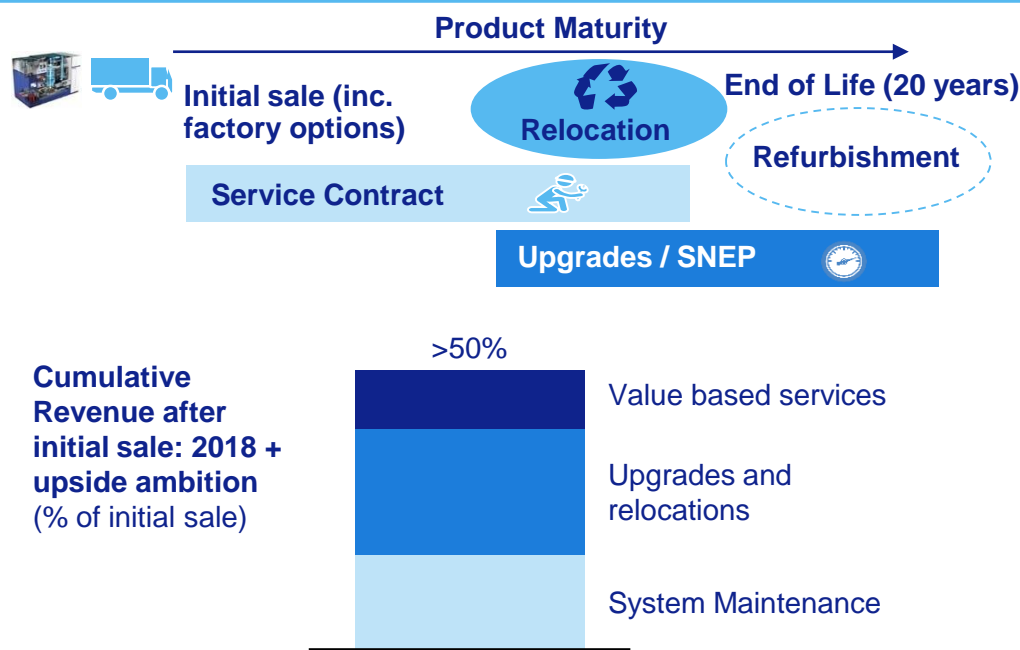 Product Maturity
Initial sale (inc.
factory options)
Relocation
End of Life (20 years)
Refurbishment
Service Contract
Upgrades / SNEP
>50%
Cumulative
Revenue after
initial sale: 2018 +
upside ambition
(% of initial sale)
Value based services
Upgrades and
relocations
System Maintenance